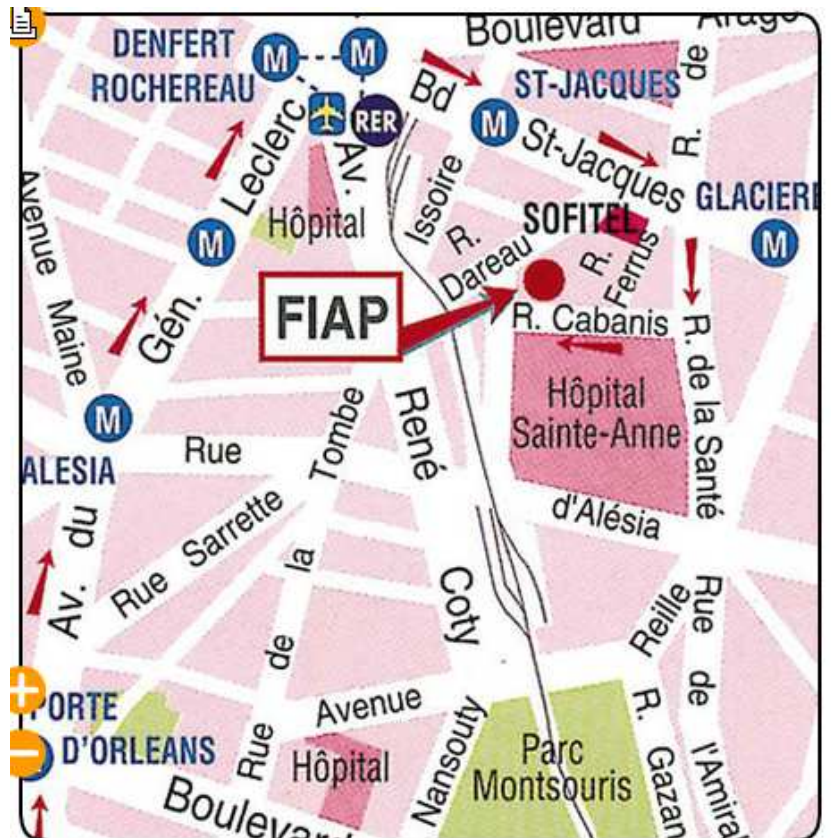 Boulevard Arago
DENFERT
ROCHEREAU
M
M
RER
Bd
St-Jacques
M
ST-JACQUES
R. de
Leclerc
Av.
Issoire
GLACIERE
M
M
Hôpital
SOFITEL
R.
Dareau
R.
Ferrus
Avenue
Maine
Gén.
FIAP
R. Cabanis
R. de la Santé
Hôpital
Sainte-Anne
M
ALESIA
Rue
Tombe
René
d'Alésia
Av. du
Rue Sarrette
la
Coty
Reille
Rue de l'Amira
de
Avenue
PORTE
D'ORLEANS
Rue
Hôpital
Nansouty
Parc
Montsouris
R. Gazan
Boulevard